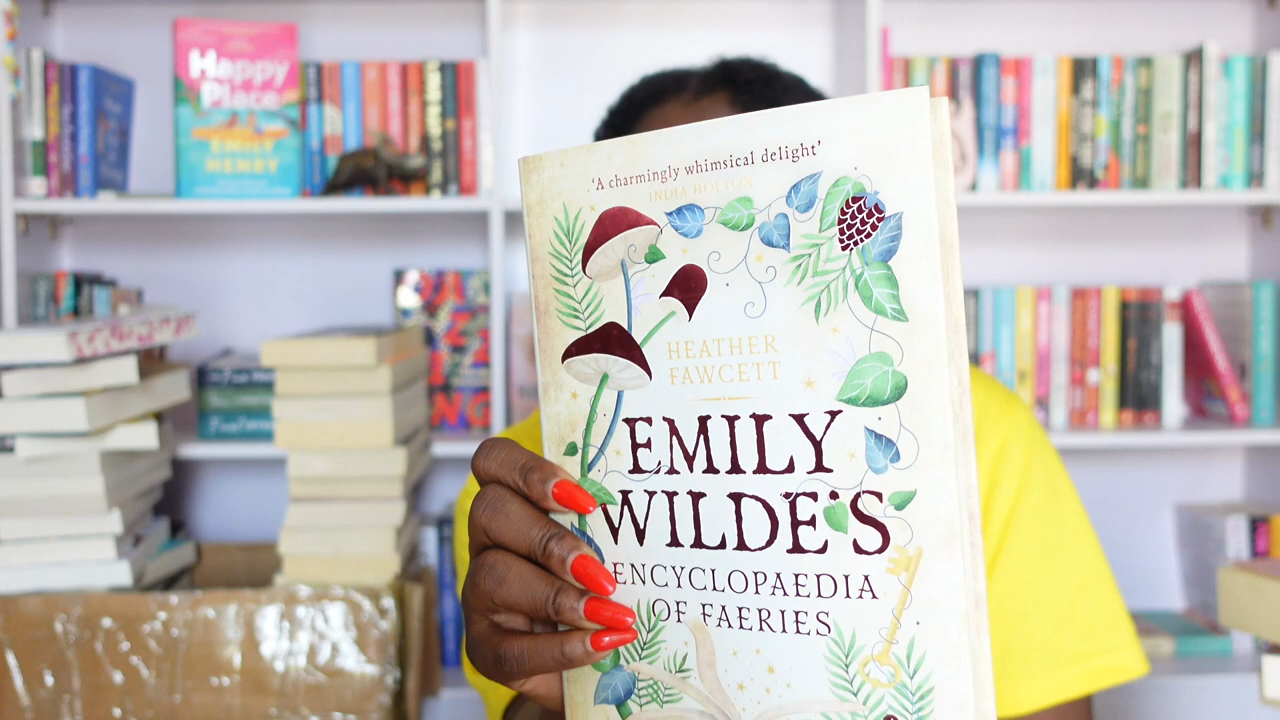 Happy
Place
EMILY
HENRY
'A charmingly whimsical delight'
INDIA HOLTON
HEATHER
FAWCETT
EMILY
WILDE'S
ENCYCLOPAEDIA
OF FAERIES